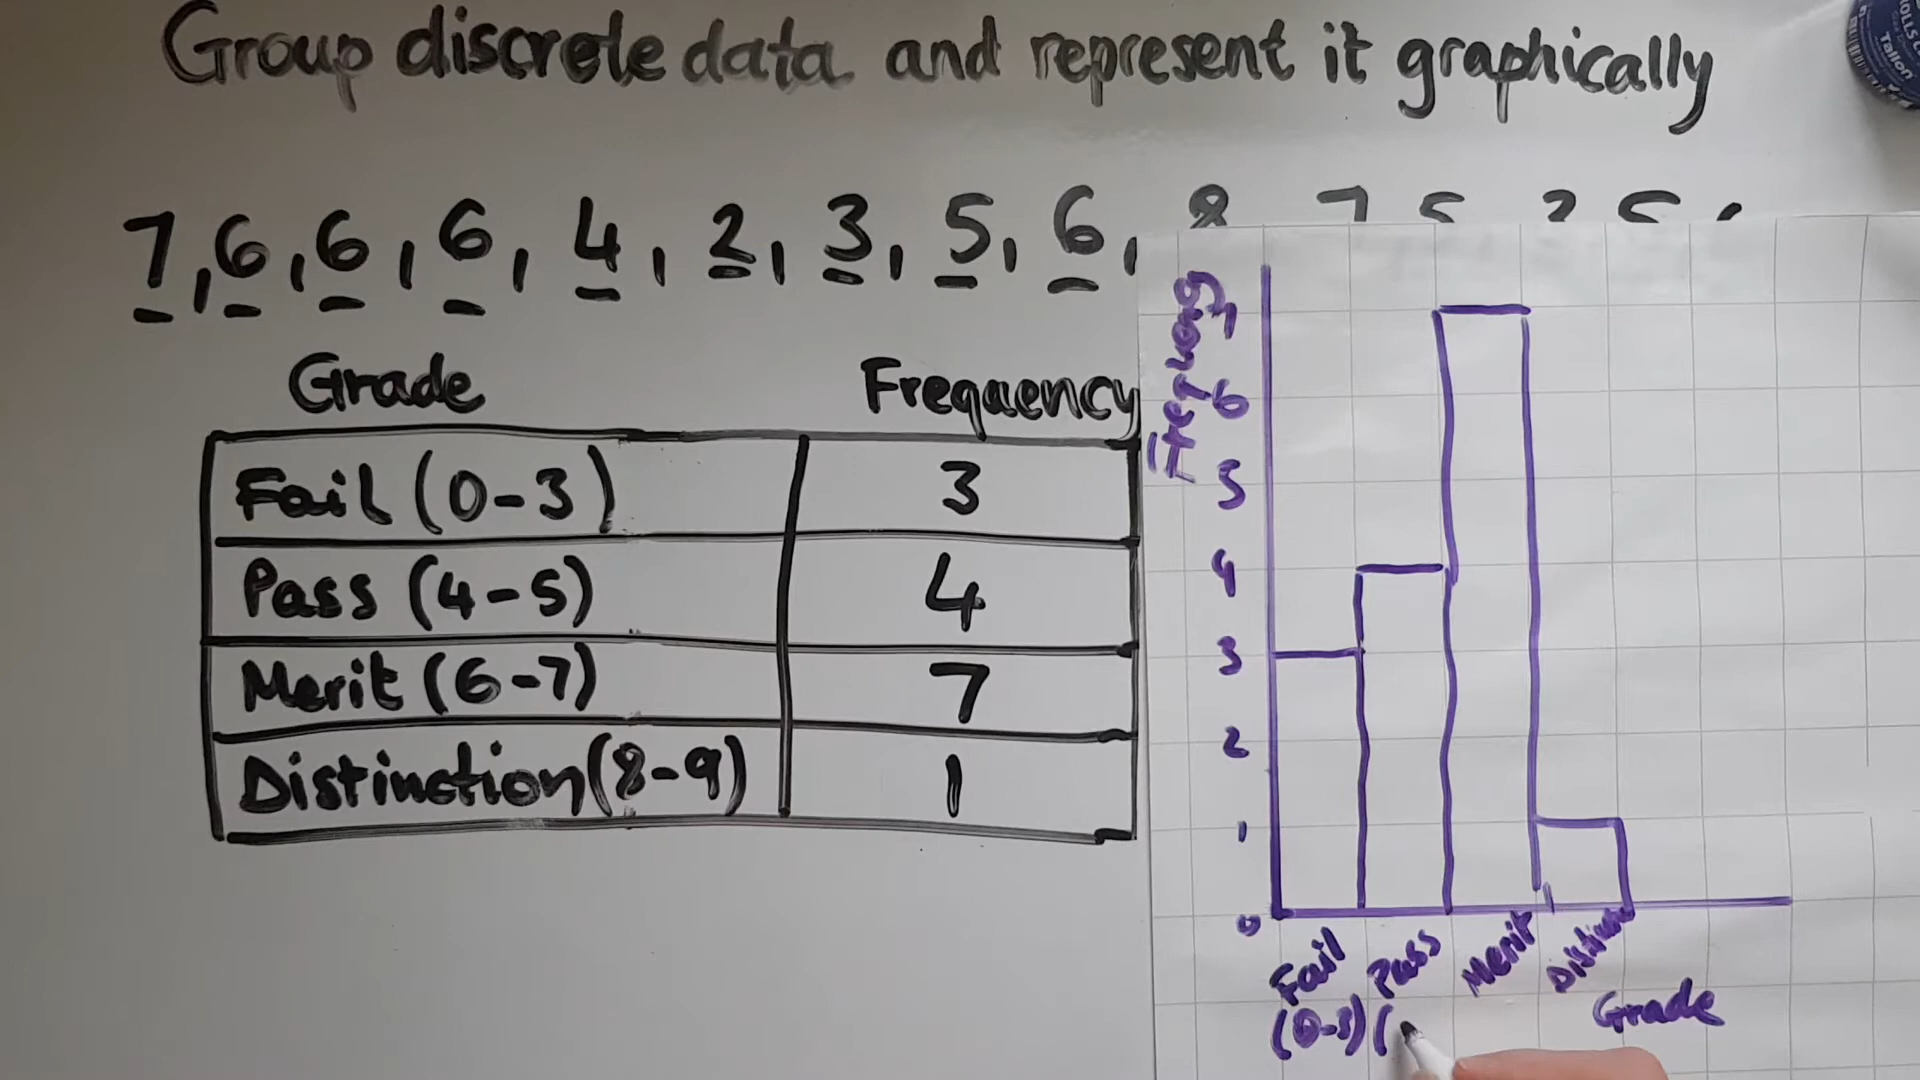 Group discrete data and represent it graphically
7, 6, 6, 6, 4, 2, 3, 5, 6,
Grade Frequency
Fail (0-3) 3
Pass (4-5) 4
Merit (6-7) 7
Distinction (8-9) 1
Frequency
7
6
5
4
3
2
1
0
Fail Pass Merit
(0-3) (
Grade
Tallon